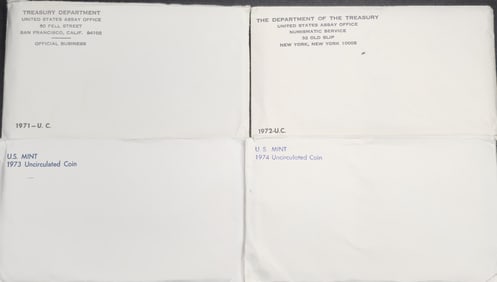 TREASURY DEPARTMENT
UNITED STATES ASSAY OFFICE
50 FELL STREET
SAN FRANCISCO, CALIF. 94102
OFFICIAL BUSINESS
1971—U. C.
THE DEPARTMENT OF THE TREASURY
UNITED STATES ASSAY OFFICE
NUMISMATIC SERVICE
32 OLD SLIP
NEW YORK, NEW YORK 10005
1972-U.C.
U.S. MINT
1973 Uncirculated Coin
U. S. MINT
1974 Uncirculated Coin